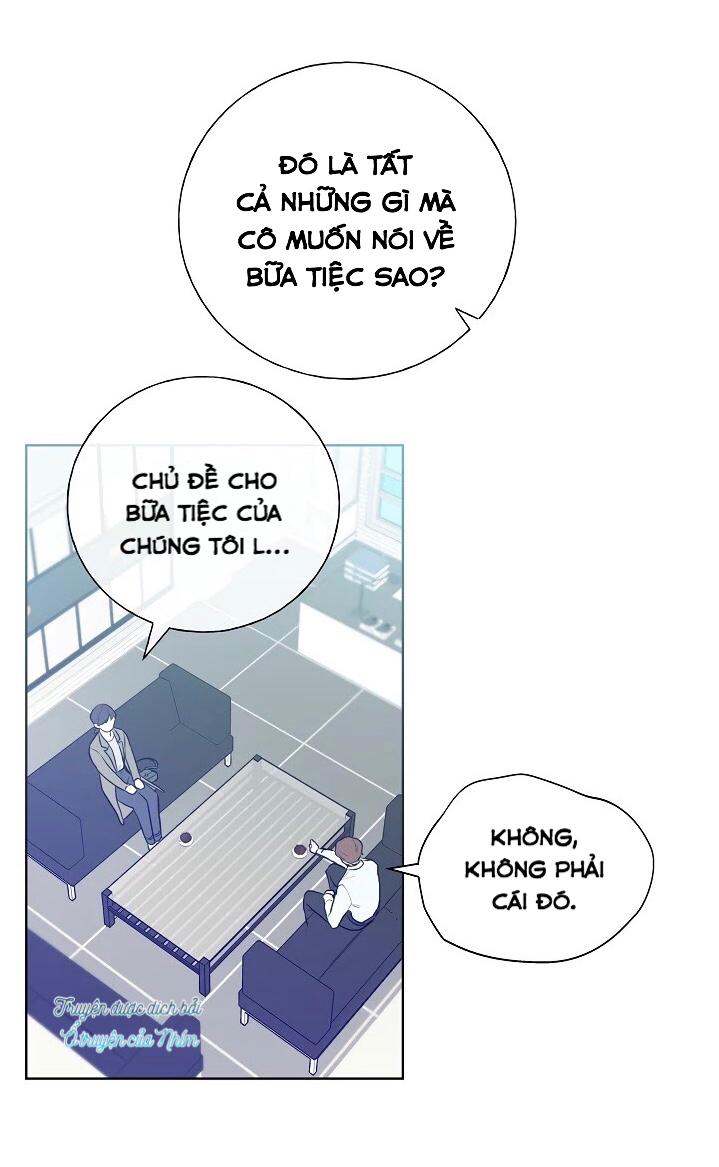 ĐÓ LÀ TẤT
CẢ NHỮNG GÌ MÀ
CÔ MUỐN NÓI VỀ
BỮA TIỆC SAO?
CHỦ ĐỀ CHO
BỮA TIỆC CỦA
CHÚNG TÔI L...
KHÔNG,
KHÔNG PHẢI
CÁI ĐÓ.
Truyện được dịch bởi
Ổ truyện của Nhím